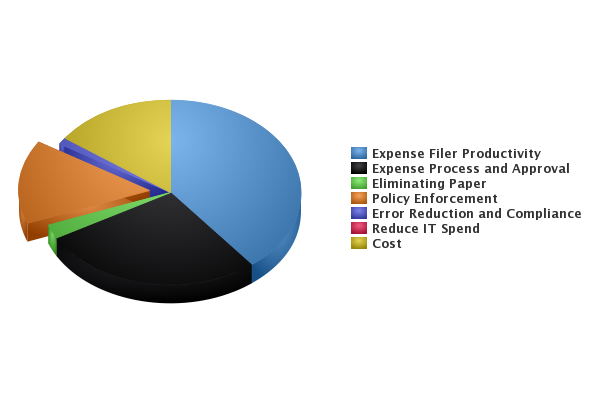 Expense Filer Productivity
Expense Process and Approval
Eliminating Paper
Policy Enforcement
Error Reduction and Compliance
Reduce IT Spend
Cost